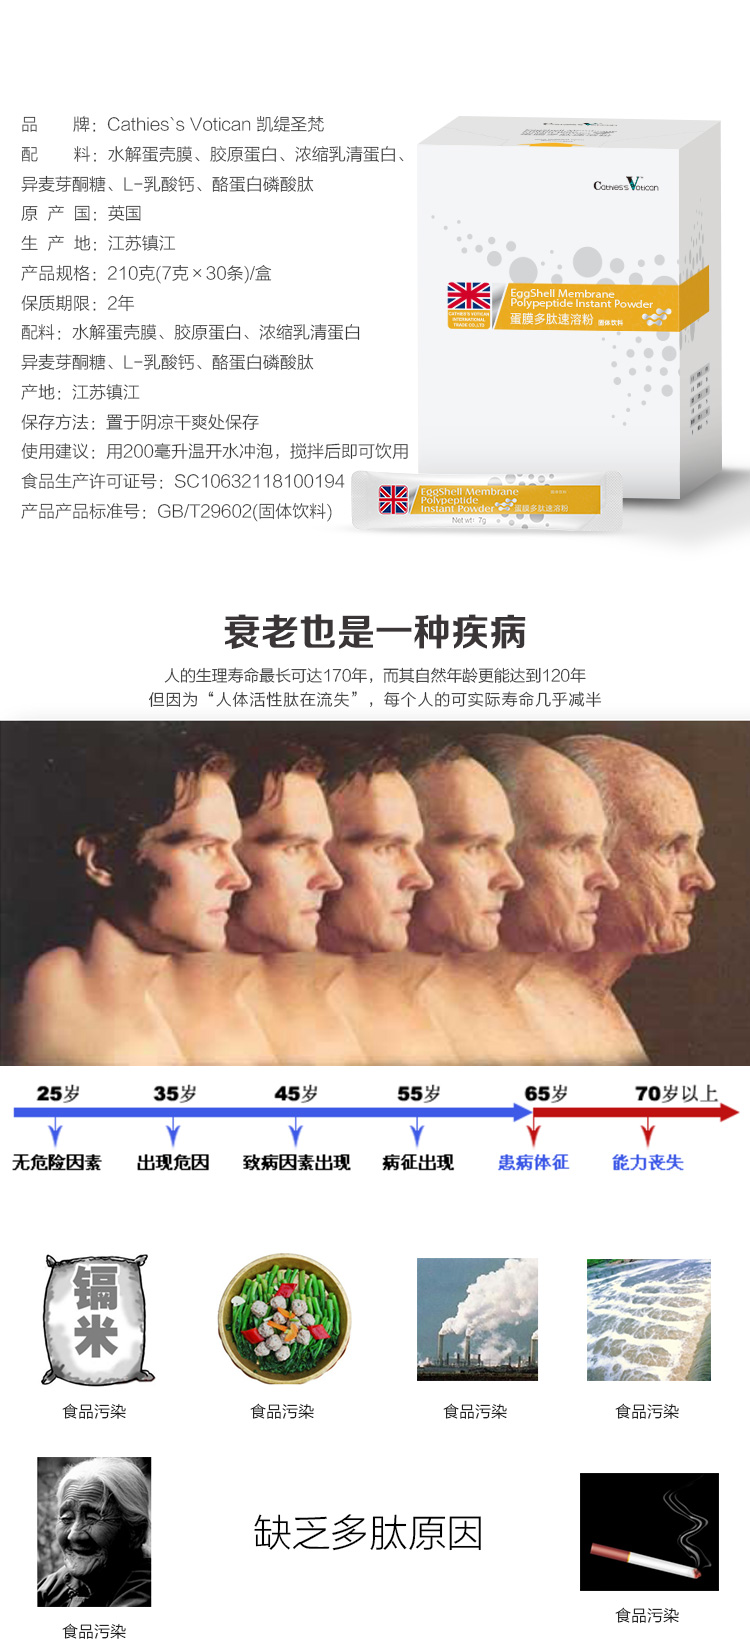 品 牌：Cathies`s Votican 凯缇圣梵
配 料：水解蛋壳膜、胶原蛋白、浓缩乳清蛋白、
异麦芽酮糖、L-乳酸钙、酪蛋白磷酸肽
原 产 国：英国
生 产 地：江苏镇江
产品规格：210克(7克×30条)/盒
保质期限：2年
配料：水解蛋壳膜、胶原蛋白、浓缩乳清蛋白
异麦芽酮糖、L-乳酸钙、酪蛋白磷酸肽
产地：江苏镇江
保存方法：置于阴凉干爽处保存
使用建议：用200毫升温开水冲泡，搅拌后即可饮用
食品生产许可证号：SC10632118100194
产品产品标准号：GB/T29602(固体饮料)
Cathies's Votican
EggShell Membrane
Polypeptide Instant Powder
蛋膜多肽速溶粉 固体饮料
CATHIES'S VOTICAN
INTERNATIONAL
TRADE CO.,LTD
EggShell Membrane
Polypeptide
Instant Powder
蛋膜多肽速溶粉
Net wt: 7g
衰老也是一种疾病
人的生理寿命最长可达170年，而其自然年龄更能达到120年
但因为“人体活性肽在流失”，每个人的可实际寿命几乎减半
25岁 35岁 45岁 55岁 65岁 70岁以上
无危险因素 出现危因 致病因素出现 病征出现 患病体征 能力丧失
镉米
食品污染 食品污染 食品污染 食品污染
缺乏多肽原因
食品污染 食品污染